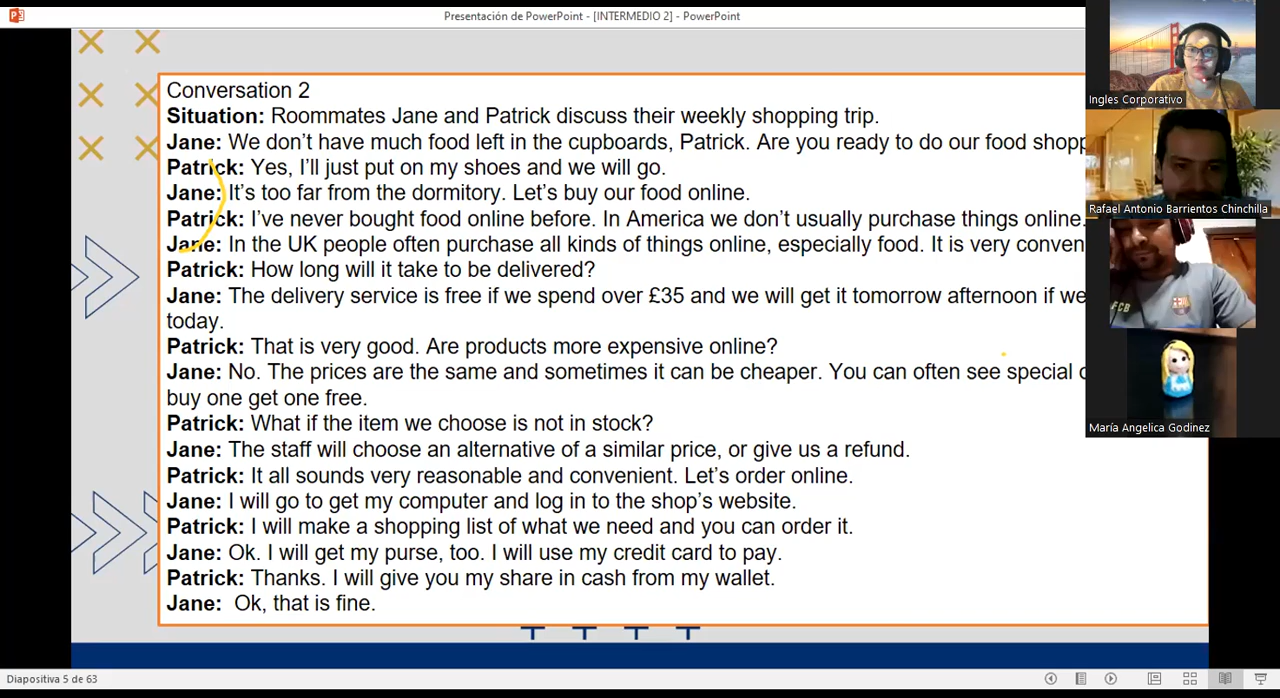 Presentación de PowerPoint - [INTERMEDIO 2] - PowerPoint
Conversation 2
Situation: Roommates Jane and Patrick discuss their weekly shopping trip.
Jane: We don't have much food left in the cupboards, Patrick. Are you ready to do our food
Patrick: Yes, I'll just put on my shoes and we will go.
Jane: It's too far from the dormitory. Let's buy our food online.
Patrick: I've never bought food online before. In America we don't usually purchase things online.
Jane: In the UK people often purchase all kinds of things online, especially food. It is very
Patrick: How long will it take to be delivered?
Jane: The delivery service is free if we spend over £35 and we will get it tomorrow afternoon if we
today.
Patrick: That is very good. Are products more expensive online?
Jane: No. The prices are the same and sometimes it can be cheaper. You can often see special
buy one get one free.
Patrick: What if the item we choose is not in stock?
Jane: The staff will choose an alternative of a similar price, or give us a refund.
Patrick: It all sounds very reasonable and convenient. Let's order online.
Jane: I will go to get my computer and log in to the shop's website.
Patrick: I will make a shopping list of what we need and you can order it.
Jane: Ok. I will get my purse, too. I will use my credit card to pay.
Patrick: Thanks. I will give you my share in cash from my wallet.
Jane: Ok, that is fine.
Ingles Corporativo
Rafael Antonio Barrientos Chinchilla
FCB
María Angelica Godinez
Diapositiva 5 de 63